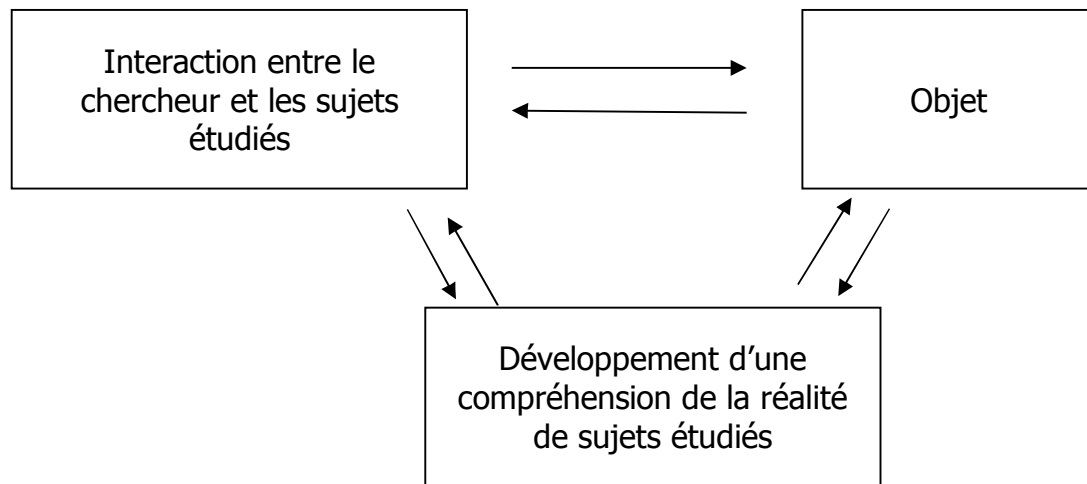 Interaction entre le
chercheur et les sujets
étudiés
Objet
Développement d’une
compréhension de la réalité
de sujets étudiés